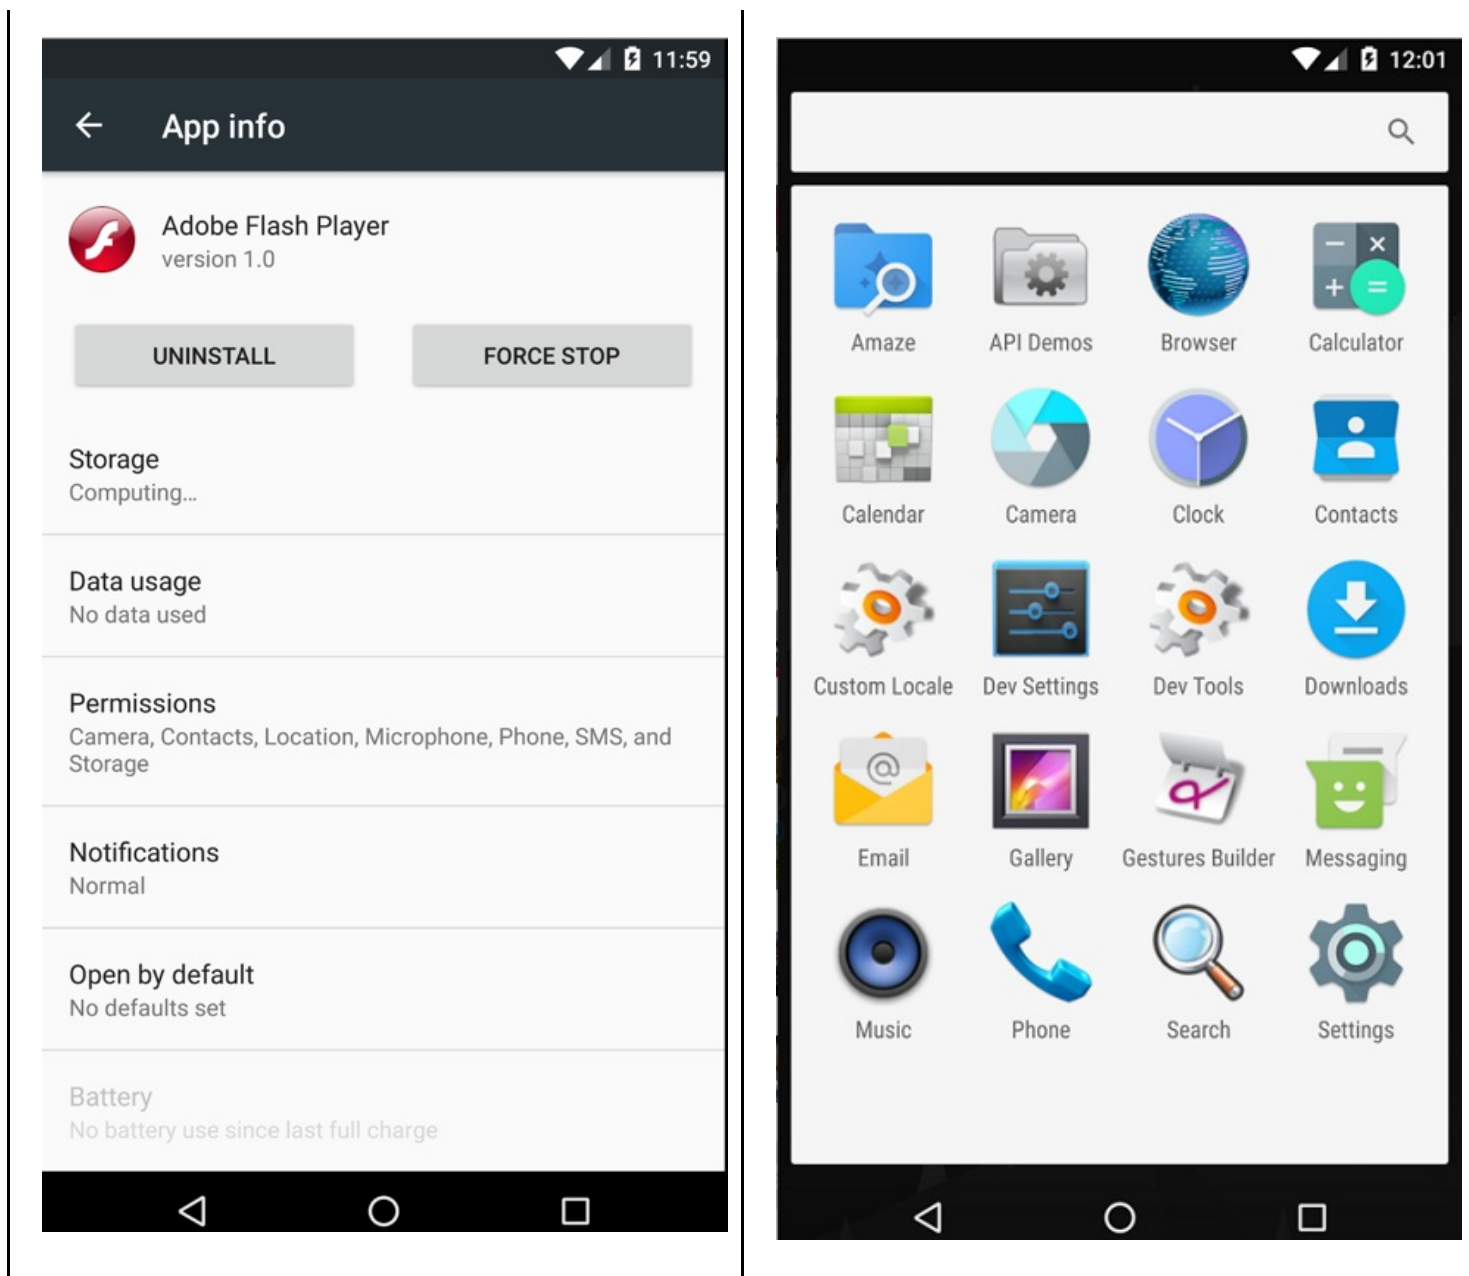 11:59
App info
Adobe Flash Player
version 1.0
UNINSTALL
FORCE STOP
Storage
Computing...
Data usage
No data used
Permissions
Camera, Contacts, Location, Microphone, Phone, SMS, and
Storage
Notifications
Normal
Open by default
No defaults set
Battery
No battery use since last full charge
12:01
Amaze
API Demos
Browser
Calculator
Calendar
Camera
Clock
Contacts
Custom Locale
Dev Settings
Dev Tools
Downloads
Email
Gallery
Gestures Builder
Messaging
Music
Phone
Search
Settings